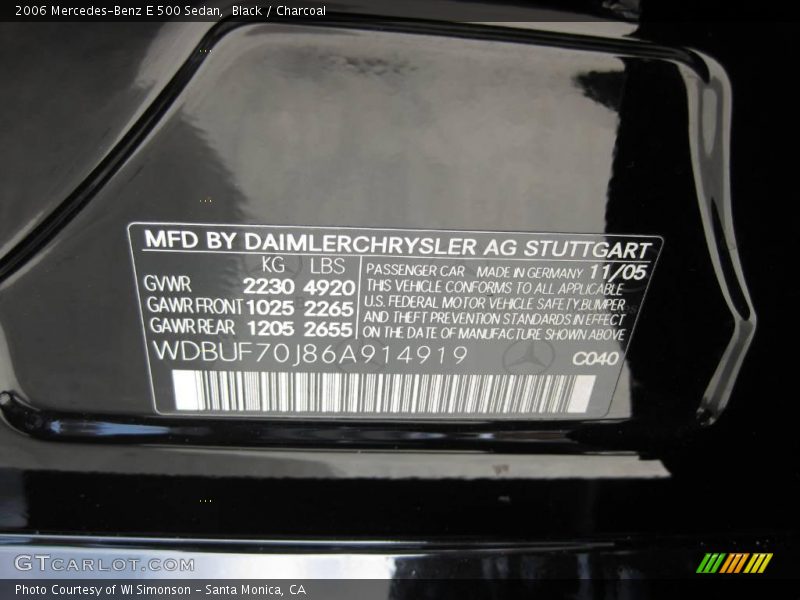 2006 Mercedes-Benz E 500 Sedan,  Black / Charcoal
MFD BY DAIMLERCHRYSLER AG STUTTGART
KG LBS
GVWR 2230 4920
GAWR FRONT 1025 2265
GAWR REAR 1205 2655
PASSENGER CAR MADE IN GERMANY 11/05
THIS VEHICLE CONFORMS TO ALL APPLICABLE
U.S. FEDERAL MOTOR VEHICLE SAFETY,BUMPER
AND THEFT PREVENTION STANDARDS IN EFFECT
ON THE DATE OF MANUFACTURE SHOWN ABOVE
WDBUF70J86A914919
C040
GTCARLOT.COM
Photo Courtesy of WI Simonson – Santa Monica, CA